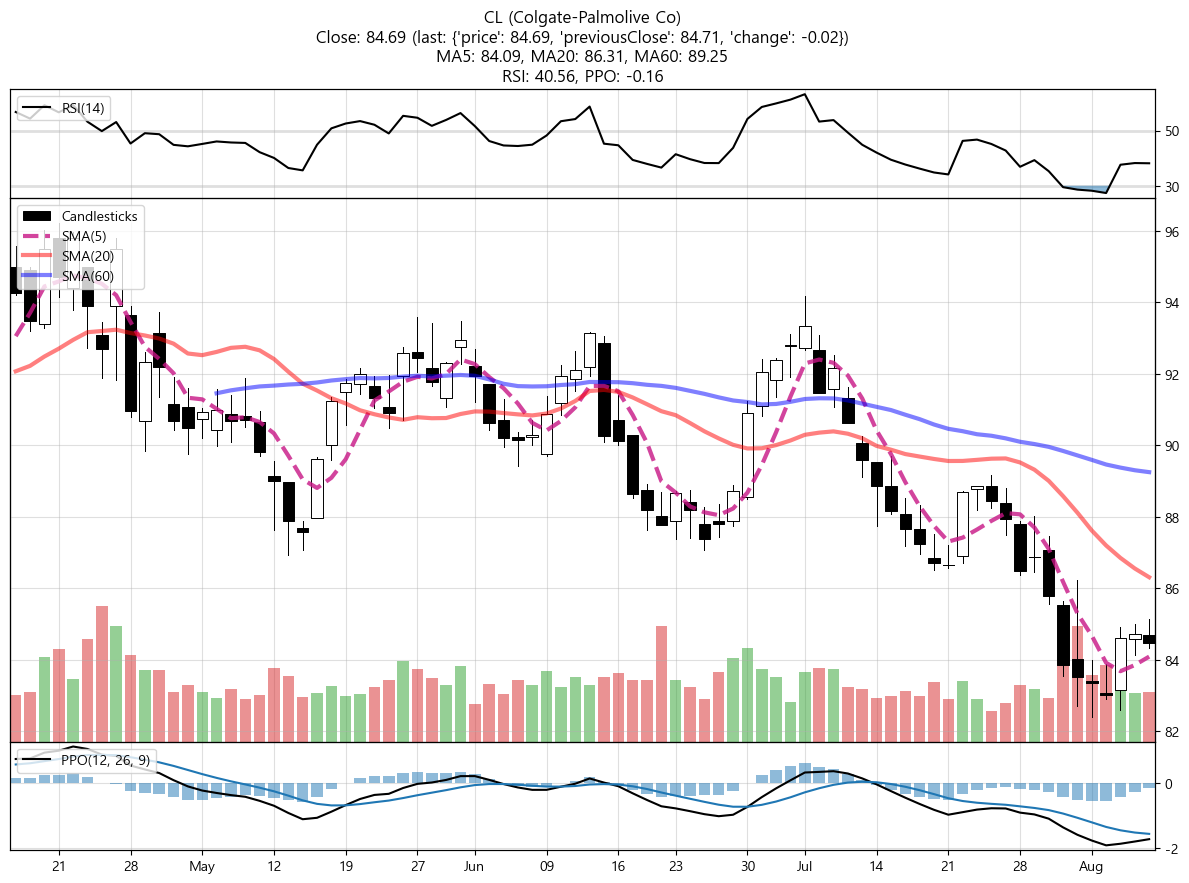 CL (Colgate-Palmolive Co)
Close: 84.69 (last: {'price': 84.69, 'previousClose': 84.71, 'change': -0.02})
MA5: 84.09, MA20: 86.31, MA60: 89.25
RSI: 40.56, PPO: -0.16
RSI(14)
50
30
Candlesticks
SMA(5)
SMA(20)
SMA(60)
96
94
92
90
88
86
84
82
PPO(12, 26, 9)
0
-2
21 28 May 12 19 27 Jun 09 16 23 30 Jul 14 21 28 Aug